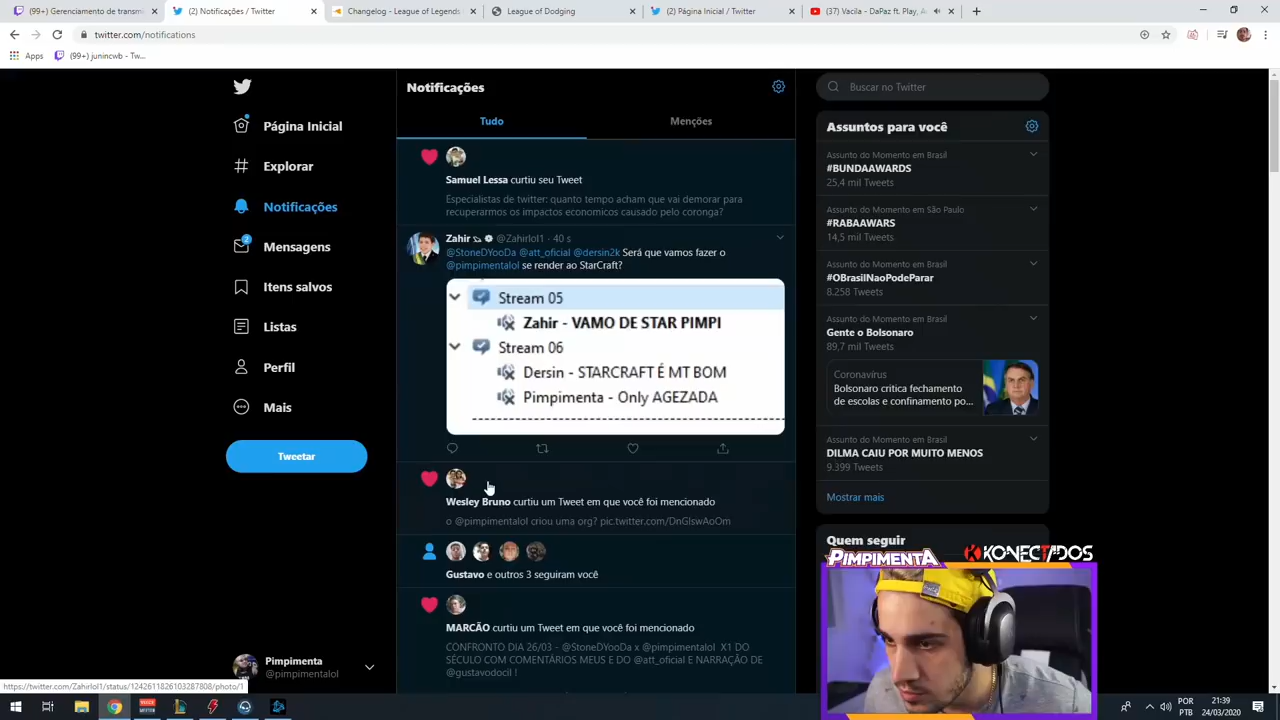 (99+) Gerenciamento de transm
(2) Notificações / Twitter
Changelog - League of Legends
League of Dodging
(2) Página Inicial / Twitter
(37) Vacila - DaPaz ft. Play, A
twitter.com/notifications
Apps
(99+) junincwb - Tw...
Notificações
Buscar no Twitter
Tudo
Menções
Página Inicial
Explorar
Notificações
2
Mensagens
Itens salvos
Listas
Perfil
Mais
Tweetar
Samuel Lessa curtiu seu Tweet
Especialistas de twitter: quanto tempo acham que vai demorar para
recuperarmos os impactos economicos causado pelo coronga?
Zahir @Zahirlol1 · 40 s
@StoneDYooDa @att_oficial @dersin2k Será que vamos fazer o
@pimpimentalol se render ao StarCraft?
Stream 05
Zahir - VAMO DE STAR PIMPI
Stream 06
Dersin - STARCRAFT É MT BOM
Pimpimenta - Only AGEZADA
Wesley Bruno curtiu um Tweet em que você foi mencionado
o @pimpimentalol criou uma org? pic.twitter.com/DnGlswAoOm
Gustavo e outros 3 seguiram você
MARCÃO curtiu um Tweet em que você foi mencionado
CONFRONTO DIA 26/03 - @StoneDYooDa x @pimpimentalol X1 DO
SÉCULO COM COMENTÁRIOS MEUS E DO @att_oficial E NARRAÇÃO DE
@gustavodocil !
Assuntos para você
Assunto do Momento em Brasil
#BUNDAAWARDS
25,4 mil Tweets
Assunto do Momento em São Paulo
#RABAAWARS
14,5 mil Tweets
Assunto do Momento em Brasil
#OBrasilNaoPodeParar
8.258 Tweets
Assunto do Momento em Brasil
Gente o Bolsonaro
89,7 mil Tweets
Coronavírus
Bolsonaro critica fechamento
de escolas e confinamento po...
Assunto do Momento em Brasil
DILMA CAIU POR MUITO MENOS
9.399 Tweets
Mostrar mais
Quem seguir
PIMPIMENTA
KONECTADOS
Pimpimenta
@pimpimentalol
https://twitter.com/Zahirlol1/status/1242611826103287808/photo/1
POR
PTB
21:39
24/03/2020